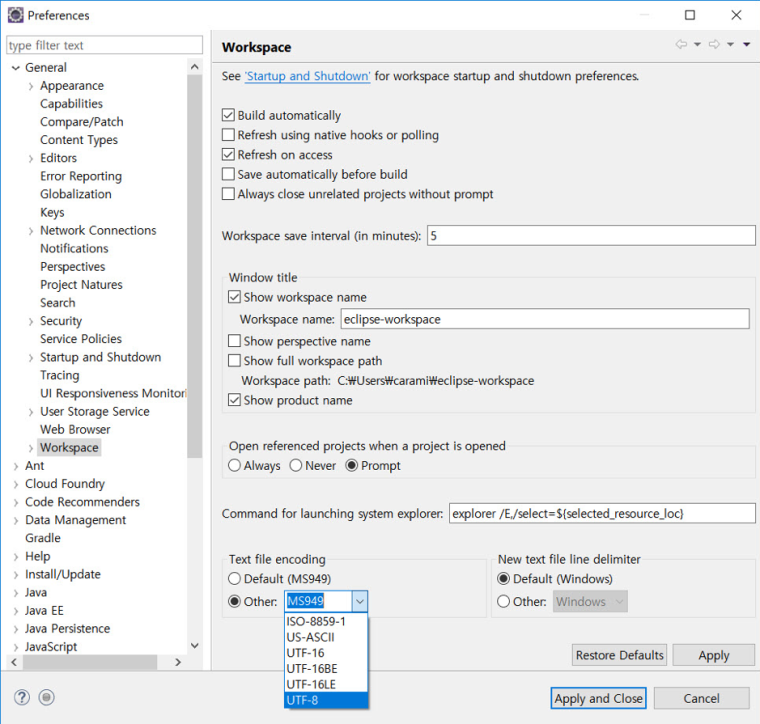 Preferences
type filter text
General
Appearance
Capabilities
Compare/Patch
Content Types
Editors
Error Reporting
Globalization
Keys
Network Connections
Notifications
Perspectives
Project Natures
Search
Security
Service Policies
Startup and Shutdown
Tracing
UI Responsiveness Monitori
User Storage Service
Web Browser
Workspace
Ant
Cloud Foundry
Code Recommenders
Data Management
Gradle
Help
Install/Update
Java
Java EE
Java Persistence
JavaScript
Workspace
See 'Startup and Shutdown' for workspace startup and shutdown preferences.
Build automatically
Refresh using native hooks or polling
Refresh on access
Save automatically before build
Always close unrelated projects without prompt
Workspace save interval (in minutes): 5
Window title
Show workspace name
Workspace name: eclipse-workspace
Show perspective name
Show full workspace path
Workspace path: C:₩Users₩carami₩eclipse-workspace
Show product name
Open referenced projects when a project is opened
Always Never Prompt
Command for launching system explorer: explorer /E,/select=${selected_resource_loc}
Text file encoding
Default (MS949)
Other: MS949
ISO-8859-1
US-ASCII
UTF-16
UTF-16BE
UTF-16LE
UTF-8
New text file line delimiter
Default (Windows)
Other: Windows
Restore Defaults Apply
? Apply and Close Cancel